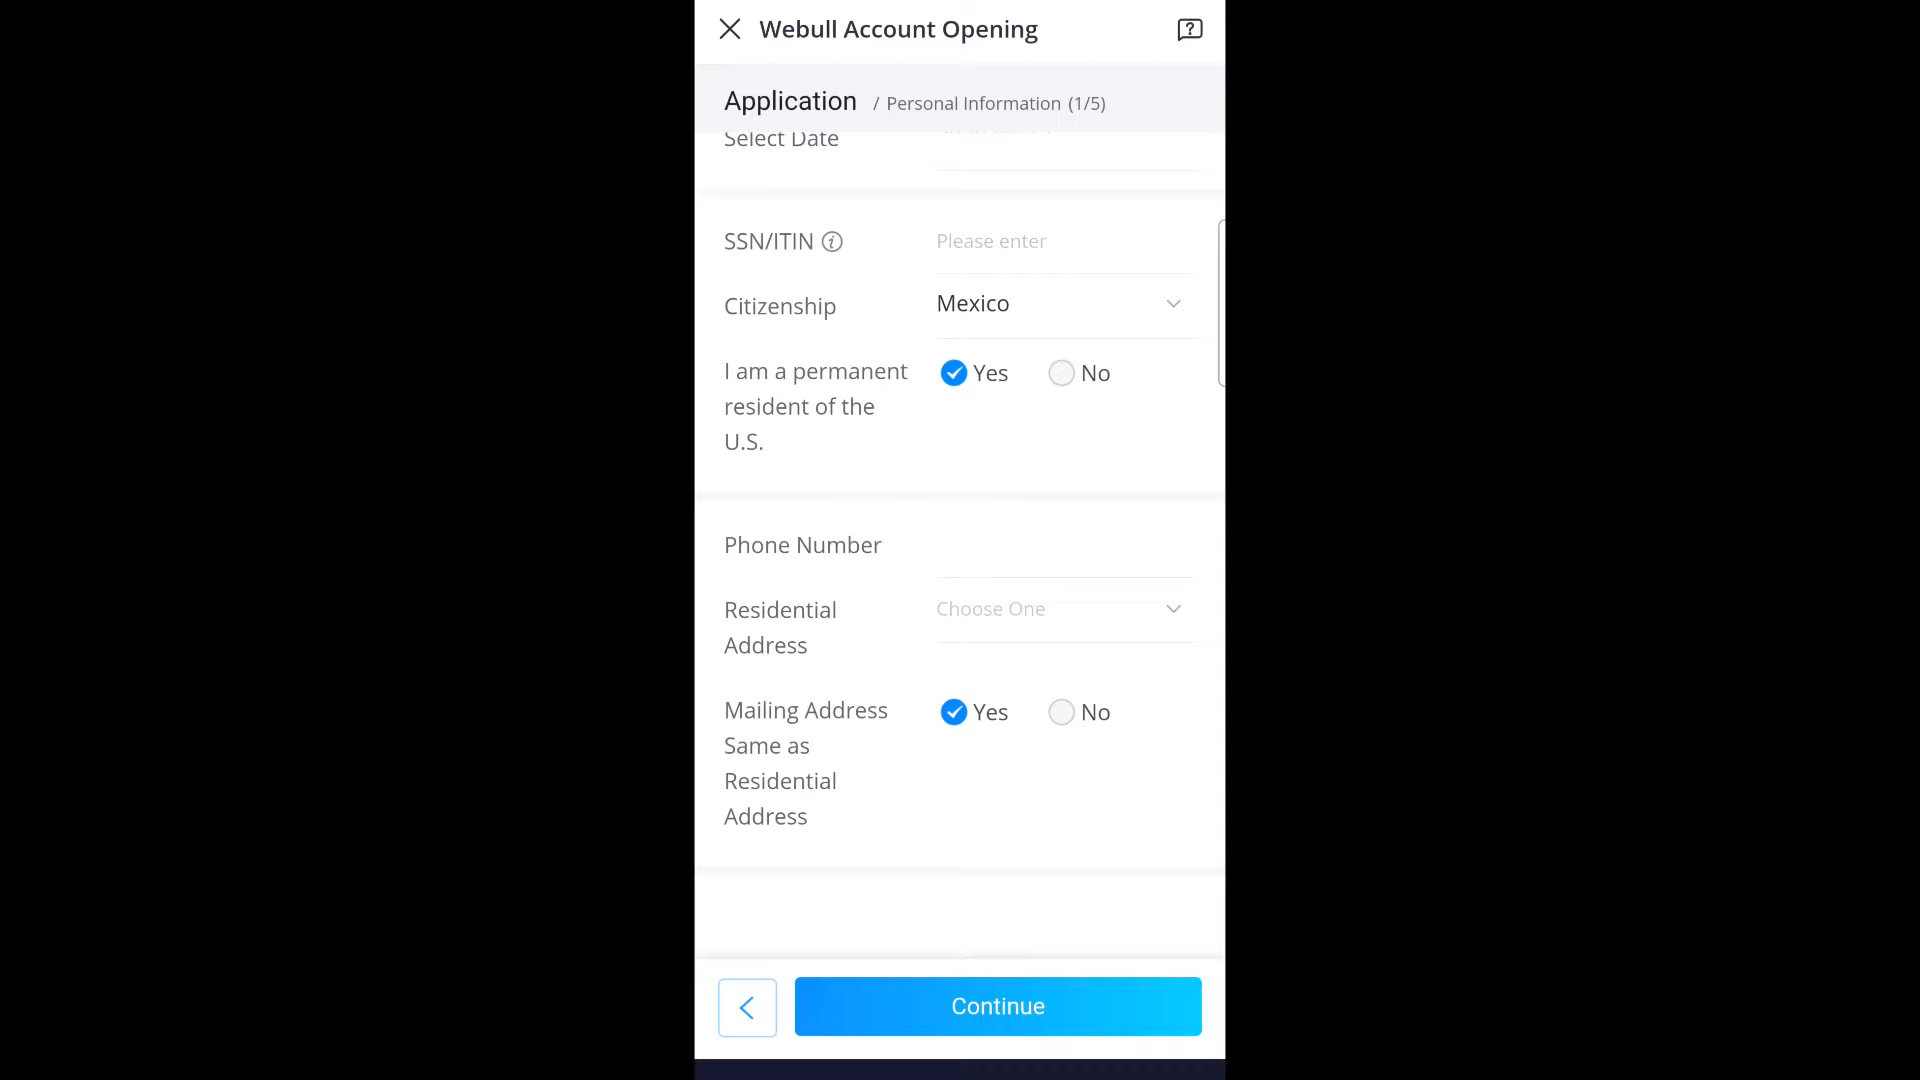 Webull Account Opening
Application / Personal Information (1/5)
Select Date
SSN/ITIN Please enter
Citizenship Mexico
I am a permanent Yes No
resident of the
U.S.
Phone Number
Residential Choose One
Address
Mailing Address Yes No
Same as
Residential
Address
Continue